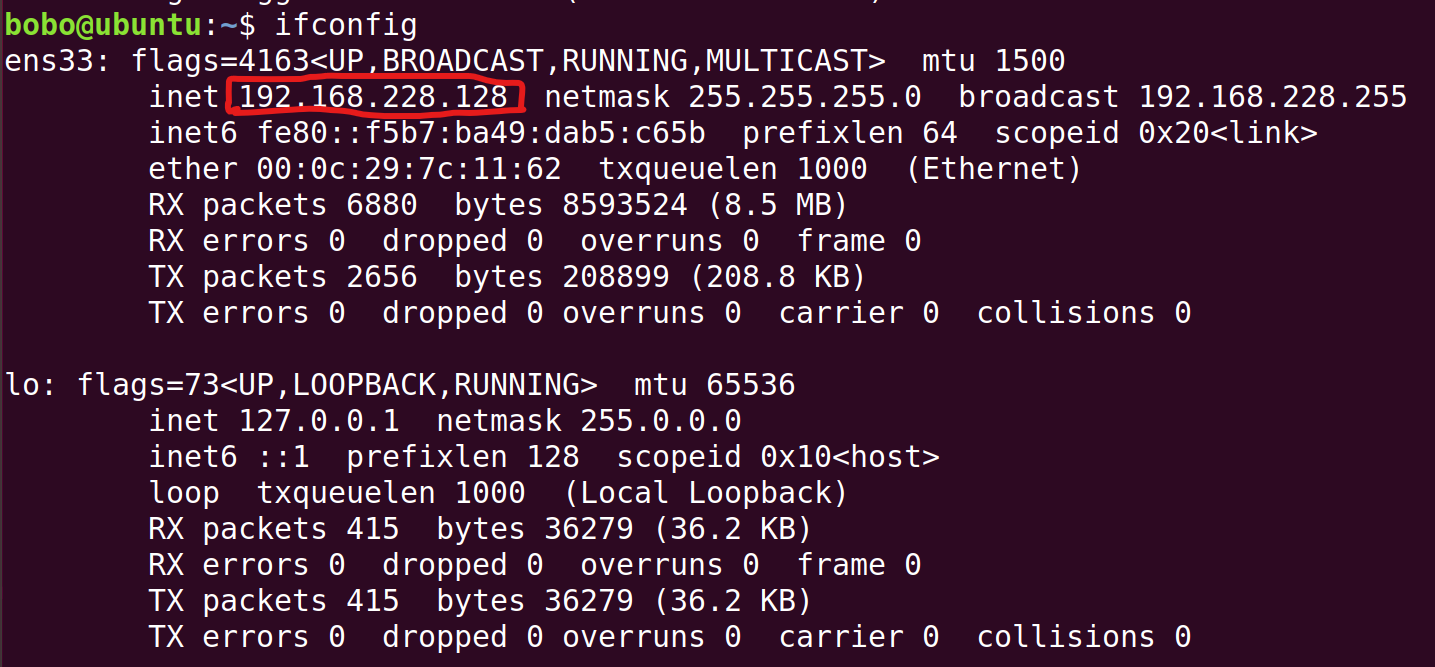 bobo@ubuntu:~$ ifconfig
ens33: flags=4163<UP,BROADCAST,RUNNING,MULTICAST>  mtu 1500
        inet 192.168.228.128  netmask 255.255.255.0  broadcast 192.168.228.255
        inet6 fe80::f5b7:ba49:dab5:c65b  prefixlen 64  scopeid 0x20<link>
        ether 00:0c:29:7c:11:62  txqueuelen 1000  (Ethernet)
        RX packets 6880  bytes 8593524 (8.5 MB)
        RX errors 0  dropped 0  overruns 0  frame 0
        TX packets 2656  bytes 208899 (208.8 KB)
        TX errors 0  dropped 0 overruns 0  carrier 0  collisions 0

lo: flags=73<UP,LOOPBACK,RUNNING>  mtu 65536
        inet 127.0.0.1  netmask 255.0.0.0
        inet6 ::1  prefixlen 128  scopeid 0x10<host>
        loop  txqueuelen 1000  (Local Loopback)
        RX packets 415  bytes 36279 (36.2 KB)
        RX errors 0  dropped 0  overruns 0  frame 0
        TX packets 415  bytes 36279 (36.2 KB)
        TX errors 0  dropped 0 overruns 0  carrier 0  collisions 0